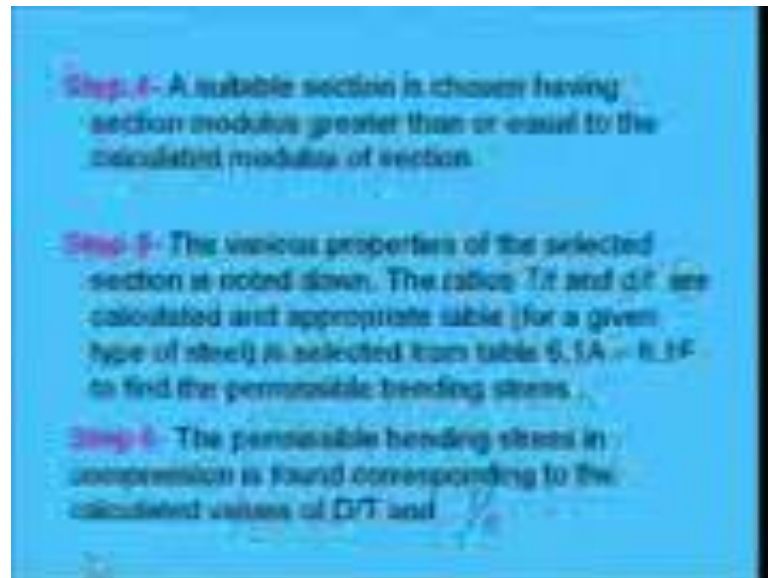 Step 4- A suitable section is chosen having
section modulus greater than or equal to the
calculated modulus of section
Step 5- The various properties of the selected
section is noted down. The ratios T/t and d/t are
calculated and appropriate table (for a given
type of steel) is selected from table 6.1A – 6.1F
to find the permissible bending stress.
Step 6- The permissible bending stress in
compression is found corresponding to the
calculated values of D/T and